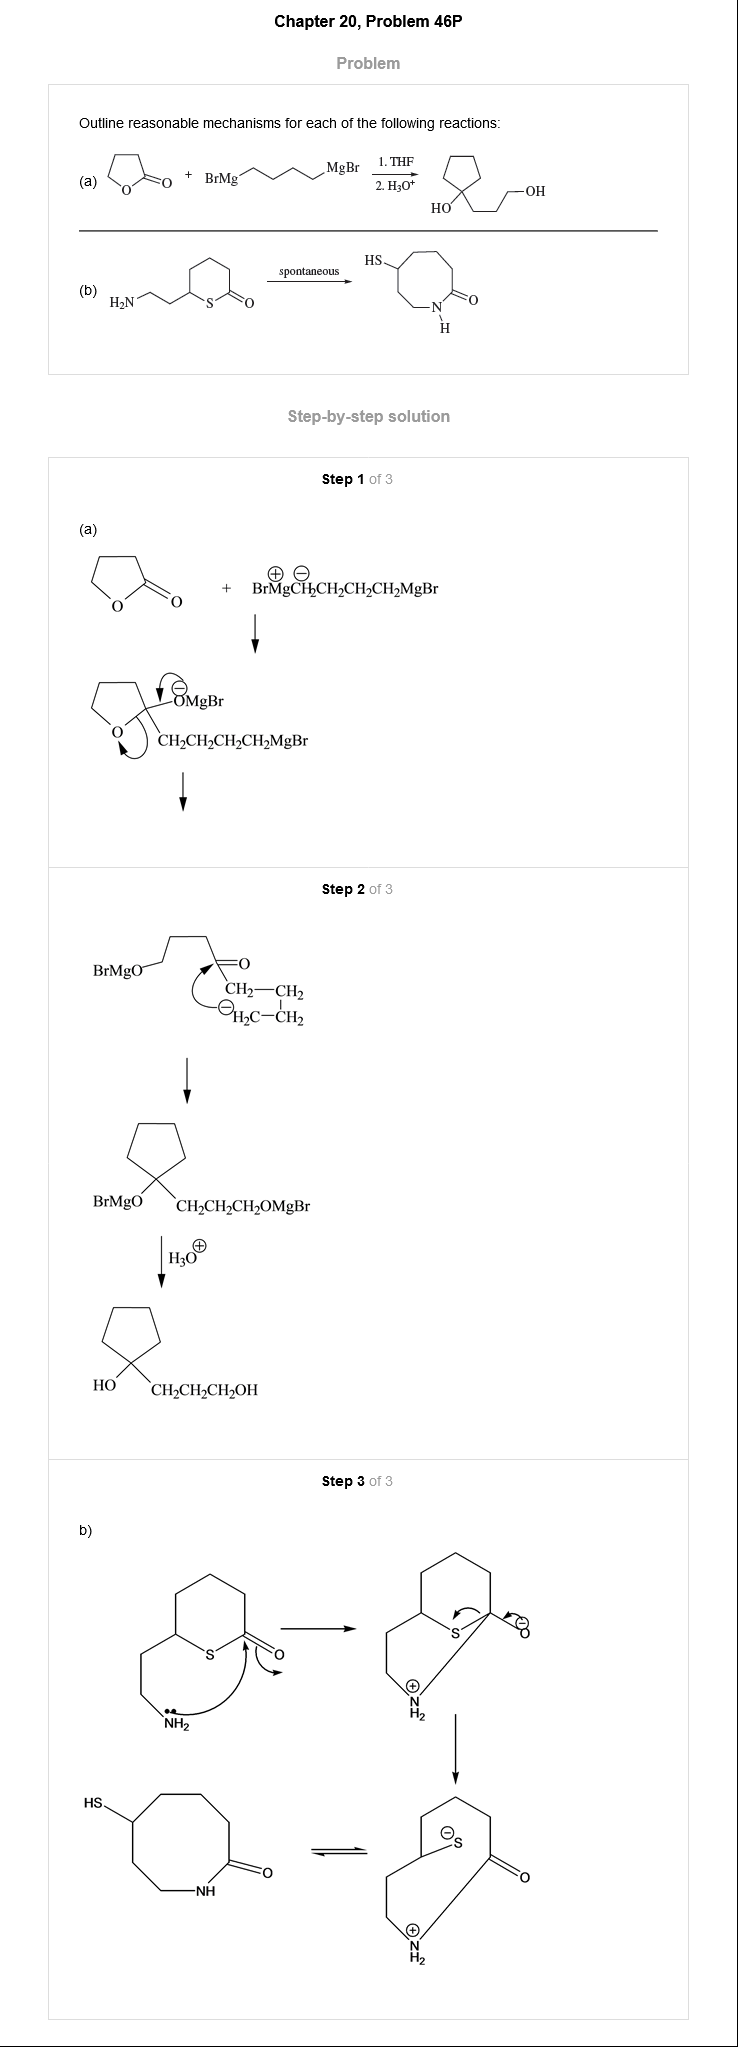 Chapter 20, Problem 46P
Problem
Outline reasonable mechanisms for each of the following reactions:
(a) O O + BrMg MgBr 1. THF 2. H₃O⁺ HO OH
(b) H₂N S O spontaneous HS O N H
Step-by-step solution
Step 1 of 3
(a)
O O + BrMg⊕CH₂⊖CH₂CH₂CH₂MgBr
⊖OMgBr
O
CH₂CH₂CH₂CH₂MgBr
Step 2 of 3
BrMgO O
CH₂—CH₂
⊖H₂C—CH₂
BrMgO CH₂CH₂CH₂OMgBr
H₃O⊕
HO CH₂CH₂CH₂OH
Step 3 of 3
b)
S O S ⊖O
NH₂ ⊕N H₂
HS ⊖S
O O
NH ⊕N H₂